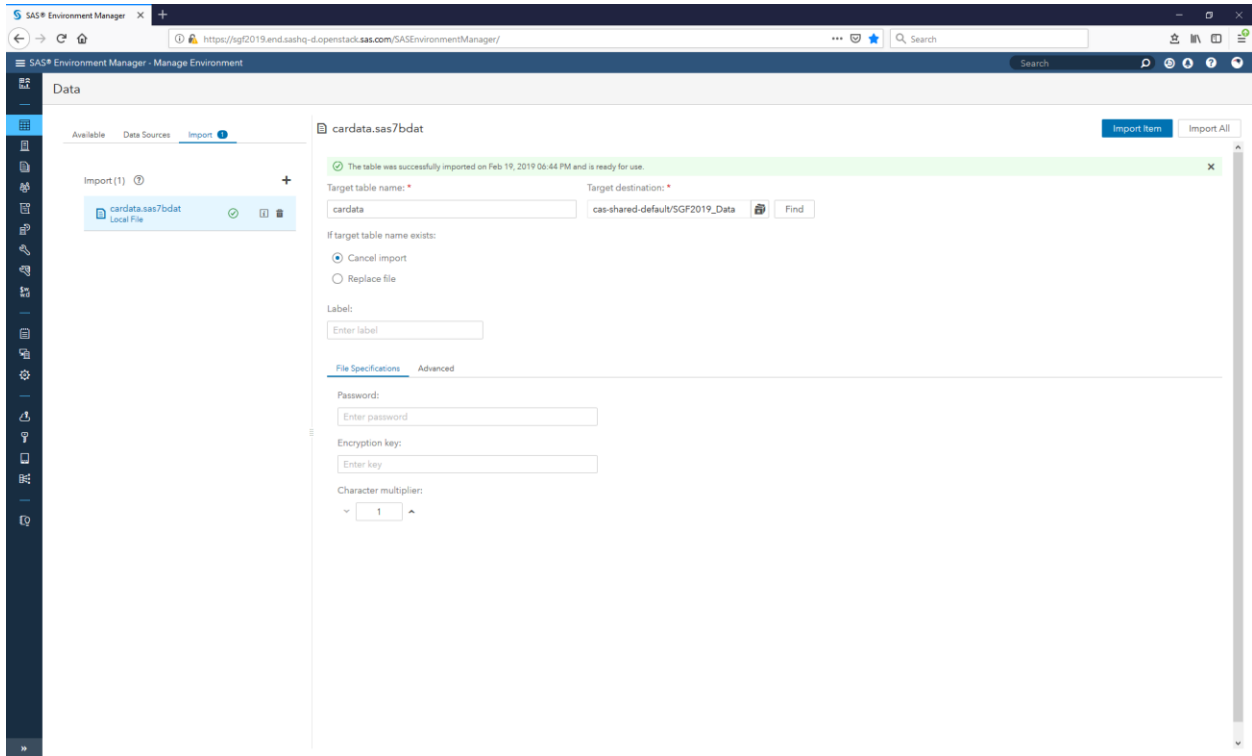 SAS® Environment Manager
https://sgf2019.end.sashq-d.openstack.sas.com/SASEnvironmentManager/
Search
SAS® Environment Manager - Manage Environment
Search
Data
Available Data Sources Import 1
cardata.sas7bdat
Import Item Import All
The table was successfully imported on Feb 19, 2019 06:44 PM and is ready for use.
Import (1)
cardata.sas7bdat
Local File
Target table name: * Target destination: *
cardata cas-shared-default/SGF2019_Data Find
If target table name exists:
Cancel import
Replace file
Label:
Enter label
File Specifications Advanced
Password:
Enter password
Encryption key:
Enter key
Character multiplier:
1